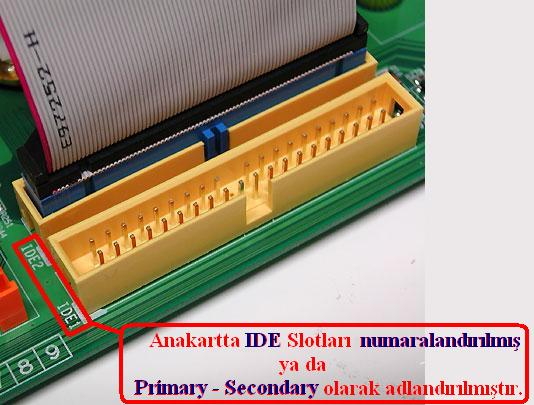 E97252-H
IDE2
IDE1
8 9
Anakartta IDE Slotları numaralandırılmış
ya da
Primary - Secondary olarak adlandırılmıştır.